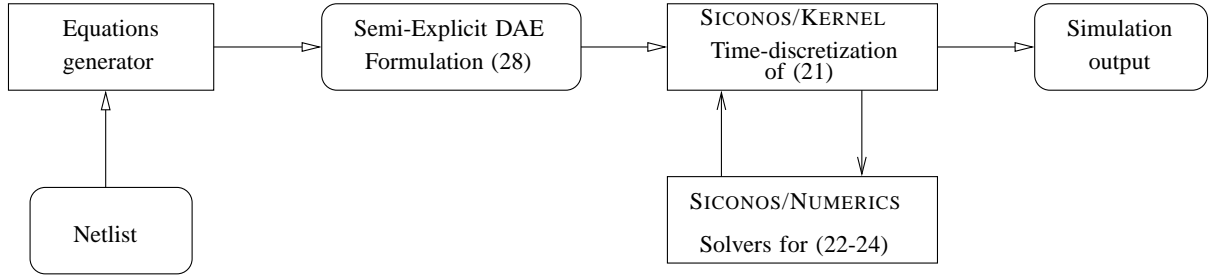 Equations
generator
Semi-Explicit DAE
Formulation (28)
SICONOS/KERNEL
Time-discretization
of (21)
Simulation
output
Netlist
SICONOS/NUMERICS
Solvers for (22-24)